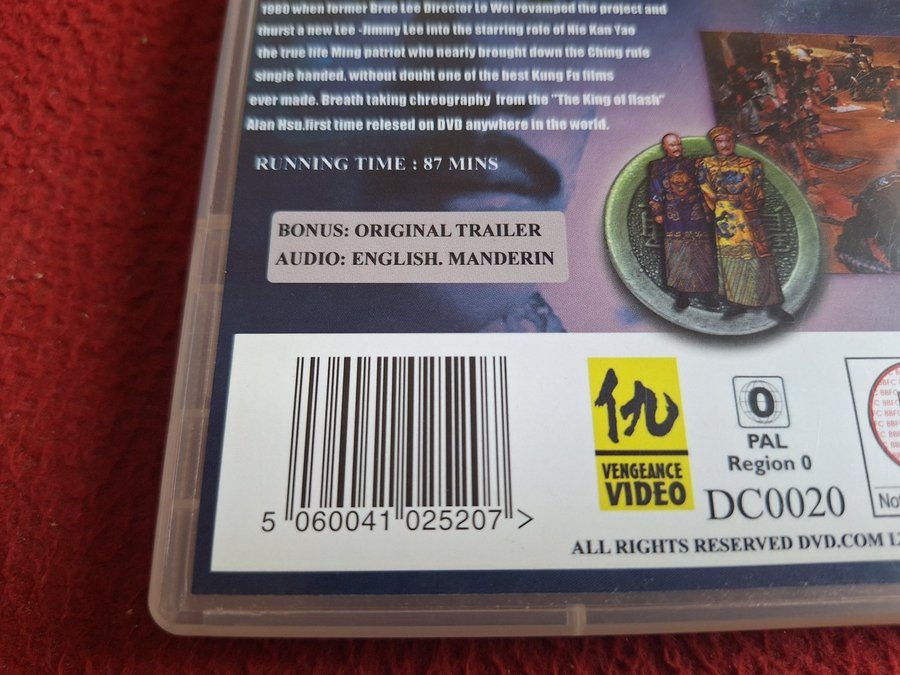 1980 when former Brue Lee Director Lo Wei revamped the project and
thurst a new Lee -Jimmy Lee into the starring role of Nie Kan Yao
the true life Ming patriot who nearly brought down the Ching rule
single handed. without doubt one of the best Kung Fu films
ever made. Breath taking chreography from the "The King of flash"
Alan Hsu.first time relesed on DVD anywhere in the world.
RUNNING TIME : 87 MINS
BONUS: ORIGINAL TRAILER
AUDIO: ENGLISH. MANDERIN
5 060041 025207 >
仇
VENGEANCE
VIDEO
0
PAL
Region 0
DC0020
BBFC
Not
ALL RIGHTS RESERVED DVD.COM 12